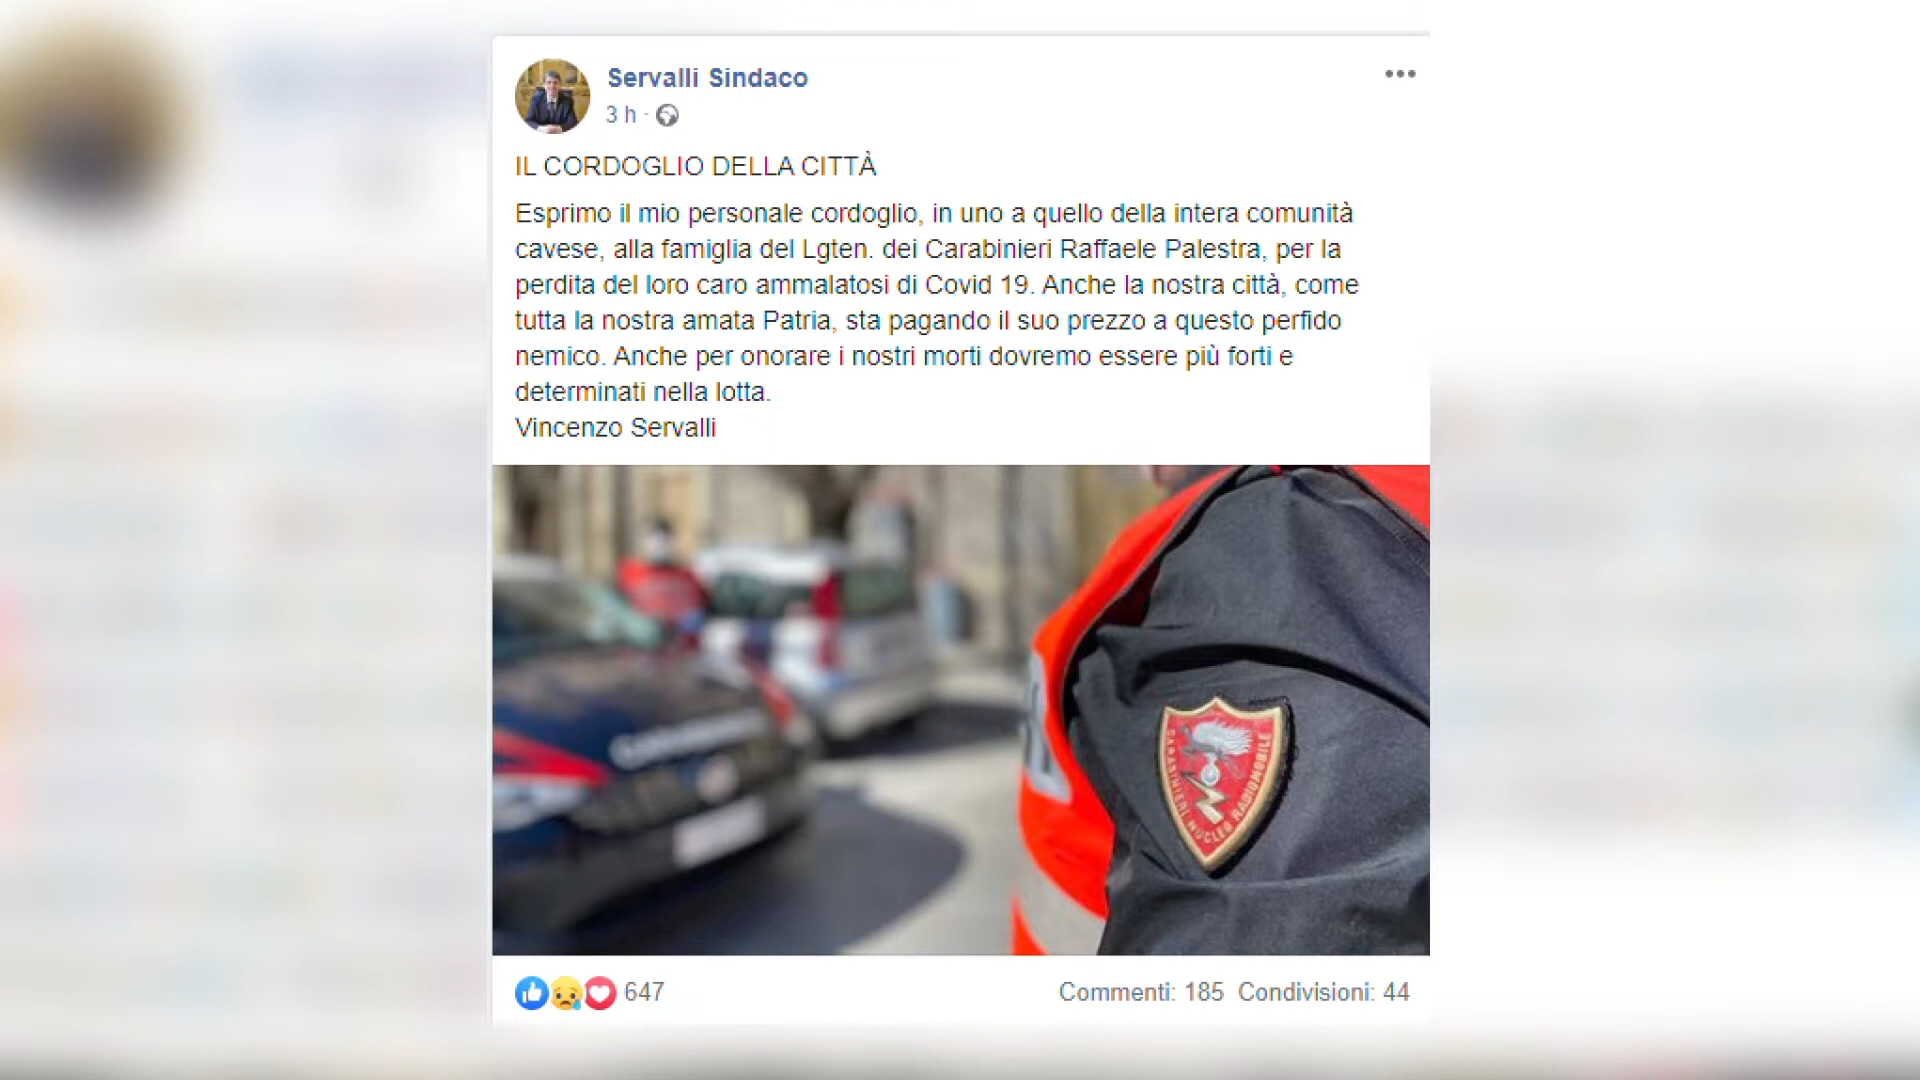 Servalli Sindaco
3 h ·
IL CORDOGLIO DELLA CITTÀ
Esprimo il mio personale cordoglio, in uno a quello della intera comunità
cavese, alla famiglia del Lgten. dei Carabinieri Raffaele Palestra, per la
perdita del loro caro ammalatosi di Covid 19. Anche la nostra città, come
tutta la nostra amata Patria, sta pagando il suo prezzo a questo perfido
nemico. Anche per onorare i nostri morti dovremo essere più forti e
determinati nella lotta.
Vincenzo Servalli
CARABINIERI NUCLEO RADIOMOBILE
647
Commenti: 185 Condivisioni: 44